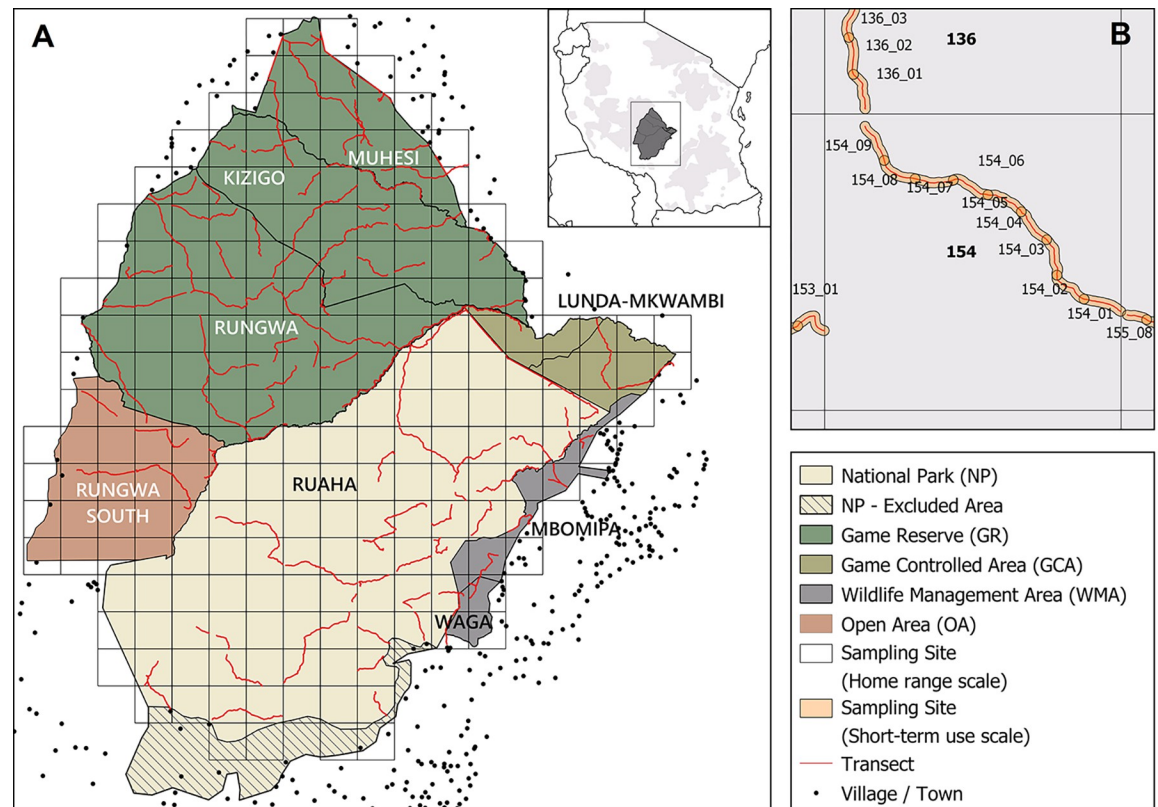 A
MUHESI
KIZIGO
LUNDA-MKWAMBI
RUNGWA
RUAHA
RUNGWA
SOUTH
MBOMIPA
WAGA
B
136_03
136
136_02
136_01
154_09
154_06
154_08
154_07
154_05
154_04
154_03
154
153_01
154_02
154_01
155_08
National Park (NP)
NP - Excluded Area
Game Reserve (GR)
Game Controlled Area (GCA)
Wildlife Management Area (WMA)
Open Area (OA)
Sampling Site
(Home range scale)
Sampling Site
(Short-term use scale)
Transect
Village / Town